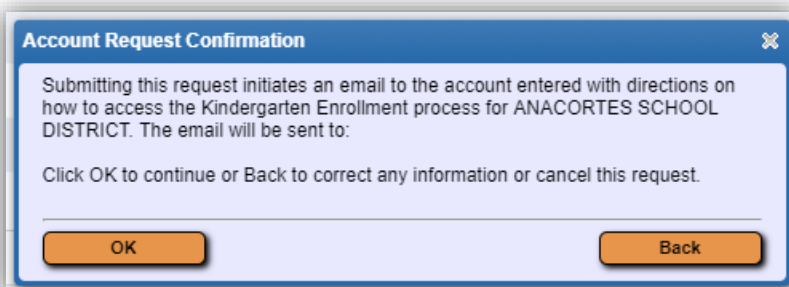 Account Request Confirmation
Submitting this request initiates an email to the account entered with directions on
how to access the Kindergarten Enrollment process for ANACORTES SCHOOL
DISTRICT. The email will be sent to:
Click OK to continue or Back to correct any information or cancel this request.
OK
Back